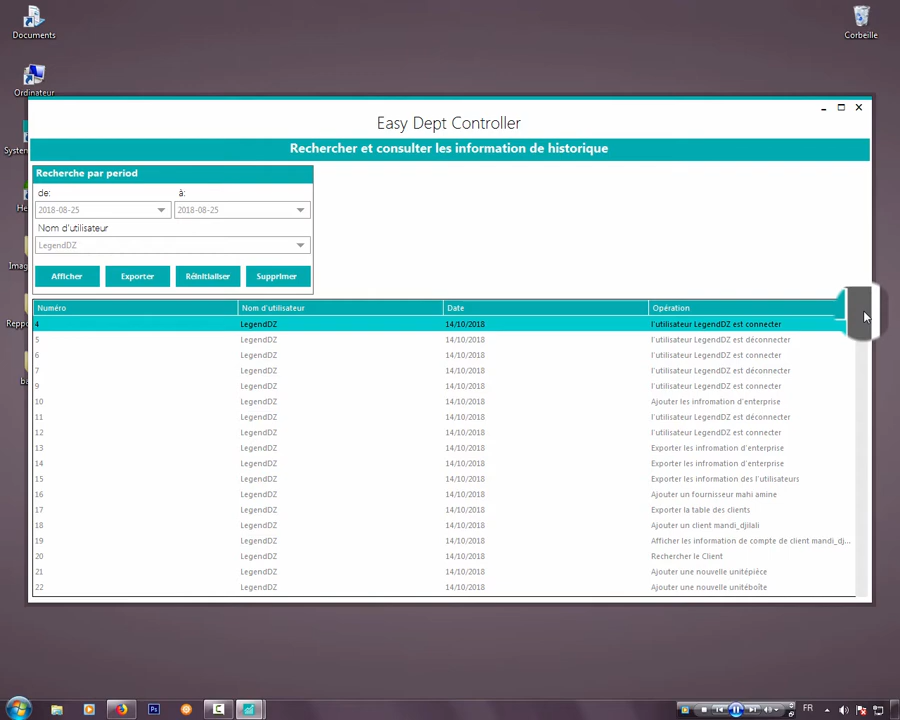 Documents
Corbeille
Ordinateur
Easy Dept Controller
Rechercher et consulter les information de historique
Recherche par period
de: à:
2018-08-25 2018-08-25
Nom d'utilisateur
LegendDZ
Afficher Exporter Réinitialiser Supprimer
Numéro Nom d'utilisateur Date Opération
4 LegendDZ 14/10/2018 l'utilisateur LegendDZ est connecter
5 LegendDZ 14/10/2018 l'utilisateur LegendDZ est déconnecter
6 LegendDZ 14/10/2018 l'utilisateur LegendDZ est connecter
7 LegendDZ 14/10/2018 l'utilisateur LegendDZ est déconnecter
9 LegendDZ 14/10/2018 l'utilisateur LegendDZ est connecter
10 LegendDZ 14/10/2018 Ajouter les infromation d'enterprise
11 LegendDZ 14/10/2018 l'utilisateur LegendDZ est déconnecter
12 LegendDZ 14/10/2018 l'utilisateur LegendDZ est connecter
13 LegendDZ 14/10/2018 Exporter les infromation d'enterprise
14 LegendDZ 14/10/2018 Exporter les infromation d'enterprise
15 LegendDZ 14/10/2018 Exporter les information des l'utilisateurs
16 LegendDZ 14/10/2018 Ajouter un fournisseur mahi amine
17 LegendDZ 14/10/2018 Exporter la table des clients
18 LegendDZ 14/10/2018 Ajouter un client mandi_djilali
19 LegendDZ 14/10/2018 Afficher les information de compte de client mandi_dj...
20 LegendDZ 14/10/2018 Rechercher le Client
21 LegendDZ 14/10/2018 Ajouter une nouvelle unitépièce
22 LegendDZ 14/10/2018 Ajouter une nouvelle unitéboîte
Ps FR